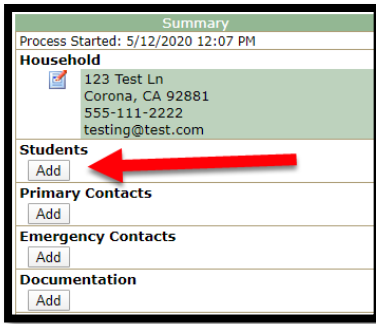 Summary
Process Started: 5/12/2020 12:07 PM
Household
123 Test Ln
Corona, CA 92881
555-111-2222
testing@test.com
Students
Add
Primary Contacts
Add
Emergency Contacts
Add
Documentation
Add